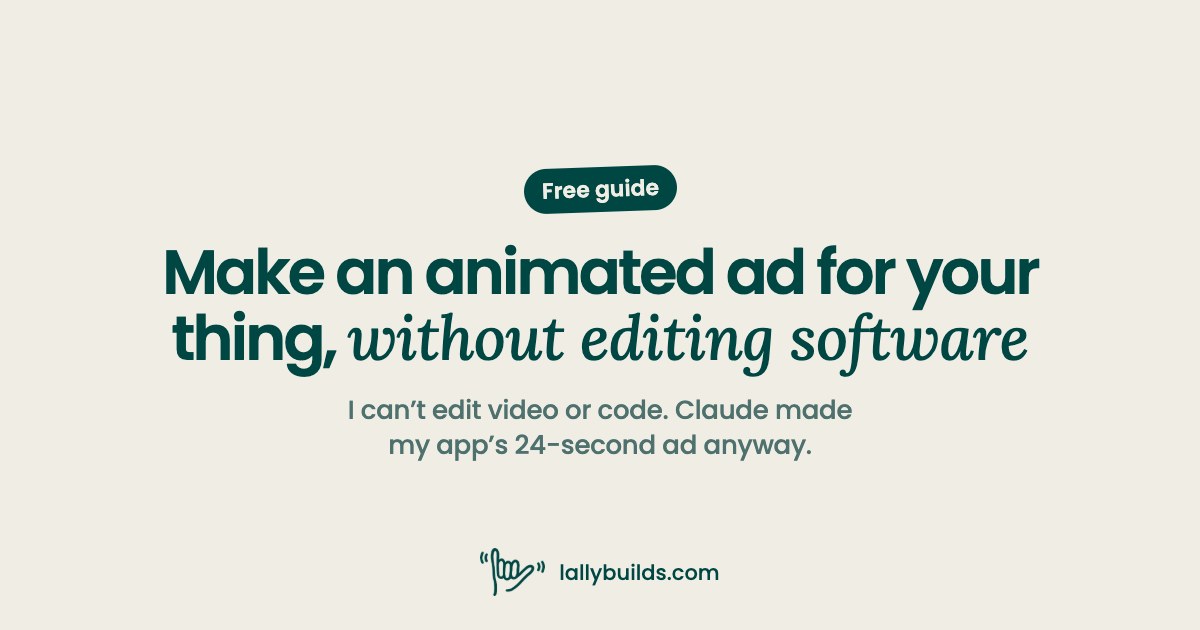 Free guide
Make an animated ad for your
thing, without editing software
I can’t edit video or code. Claude made
my app’s 24-second ad anyway.
lallybuilds.com